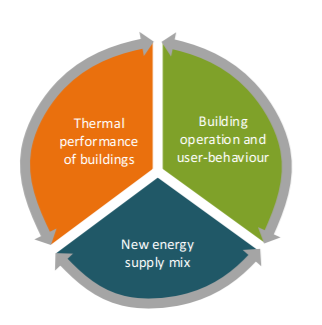 Thermal
performance
of buildings
Building
operation and
user-behaviour
New energy
supply mix